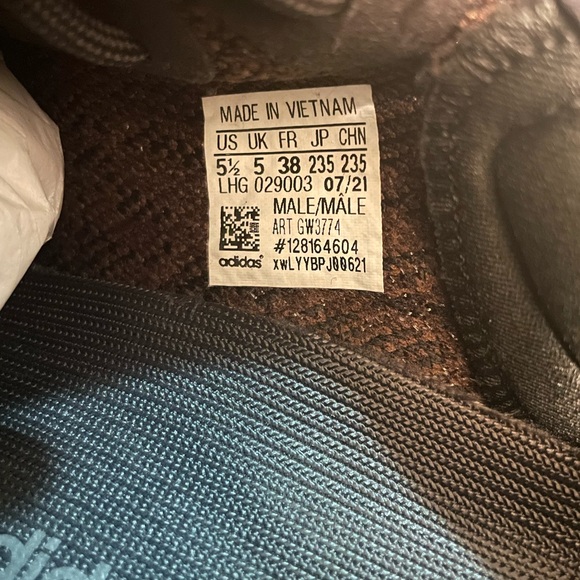 MADE IN VIETNAM
US UK FR JP CHN
5½ 5 38 235 235
LHG 029003 07/21
MALE/MÂLE
ART GW3774
#128164604
adidas® xwLYYBPJ00621
adidas